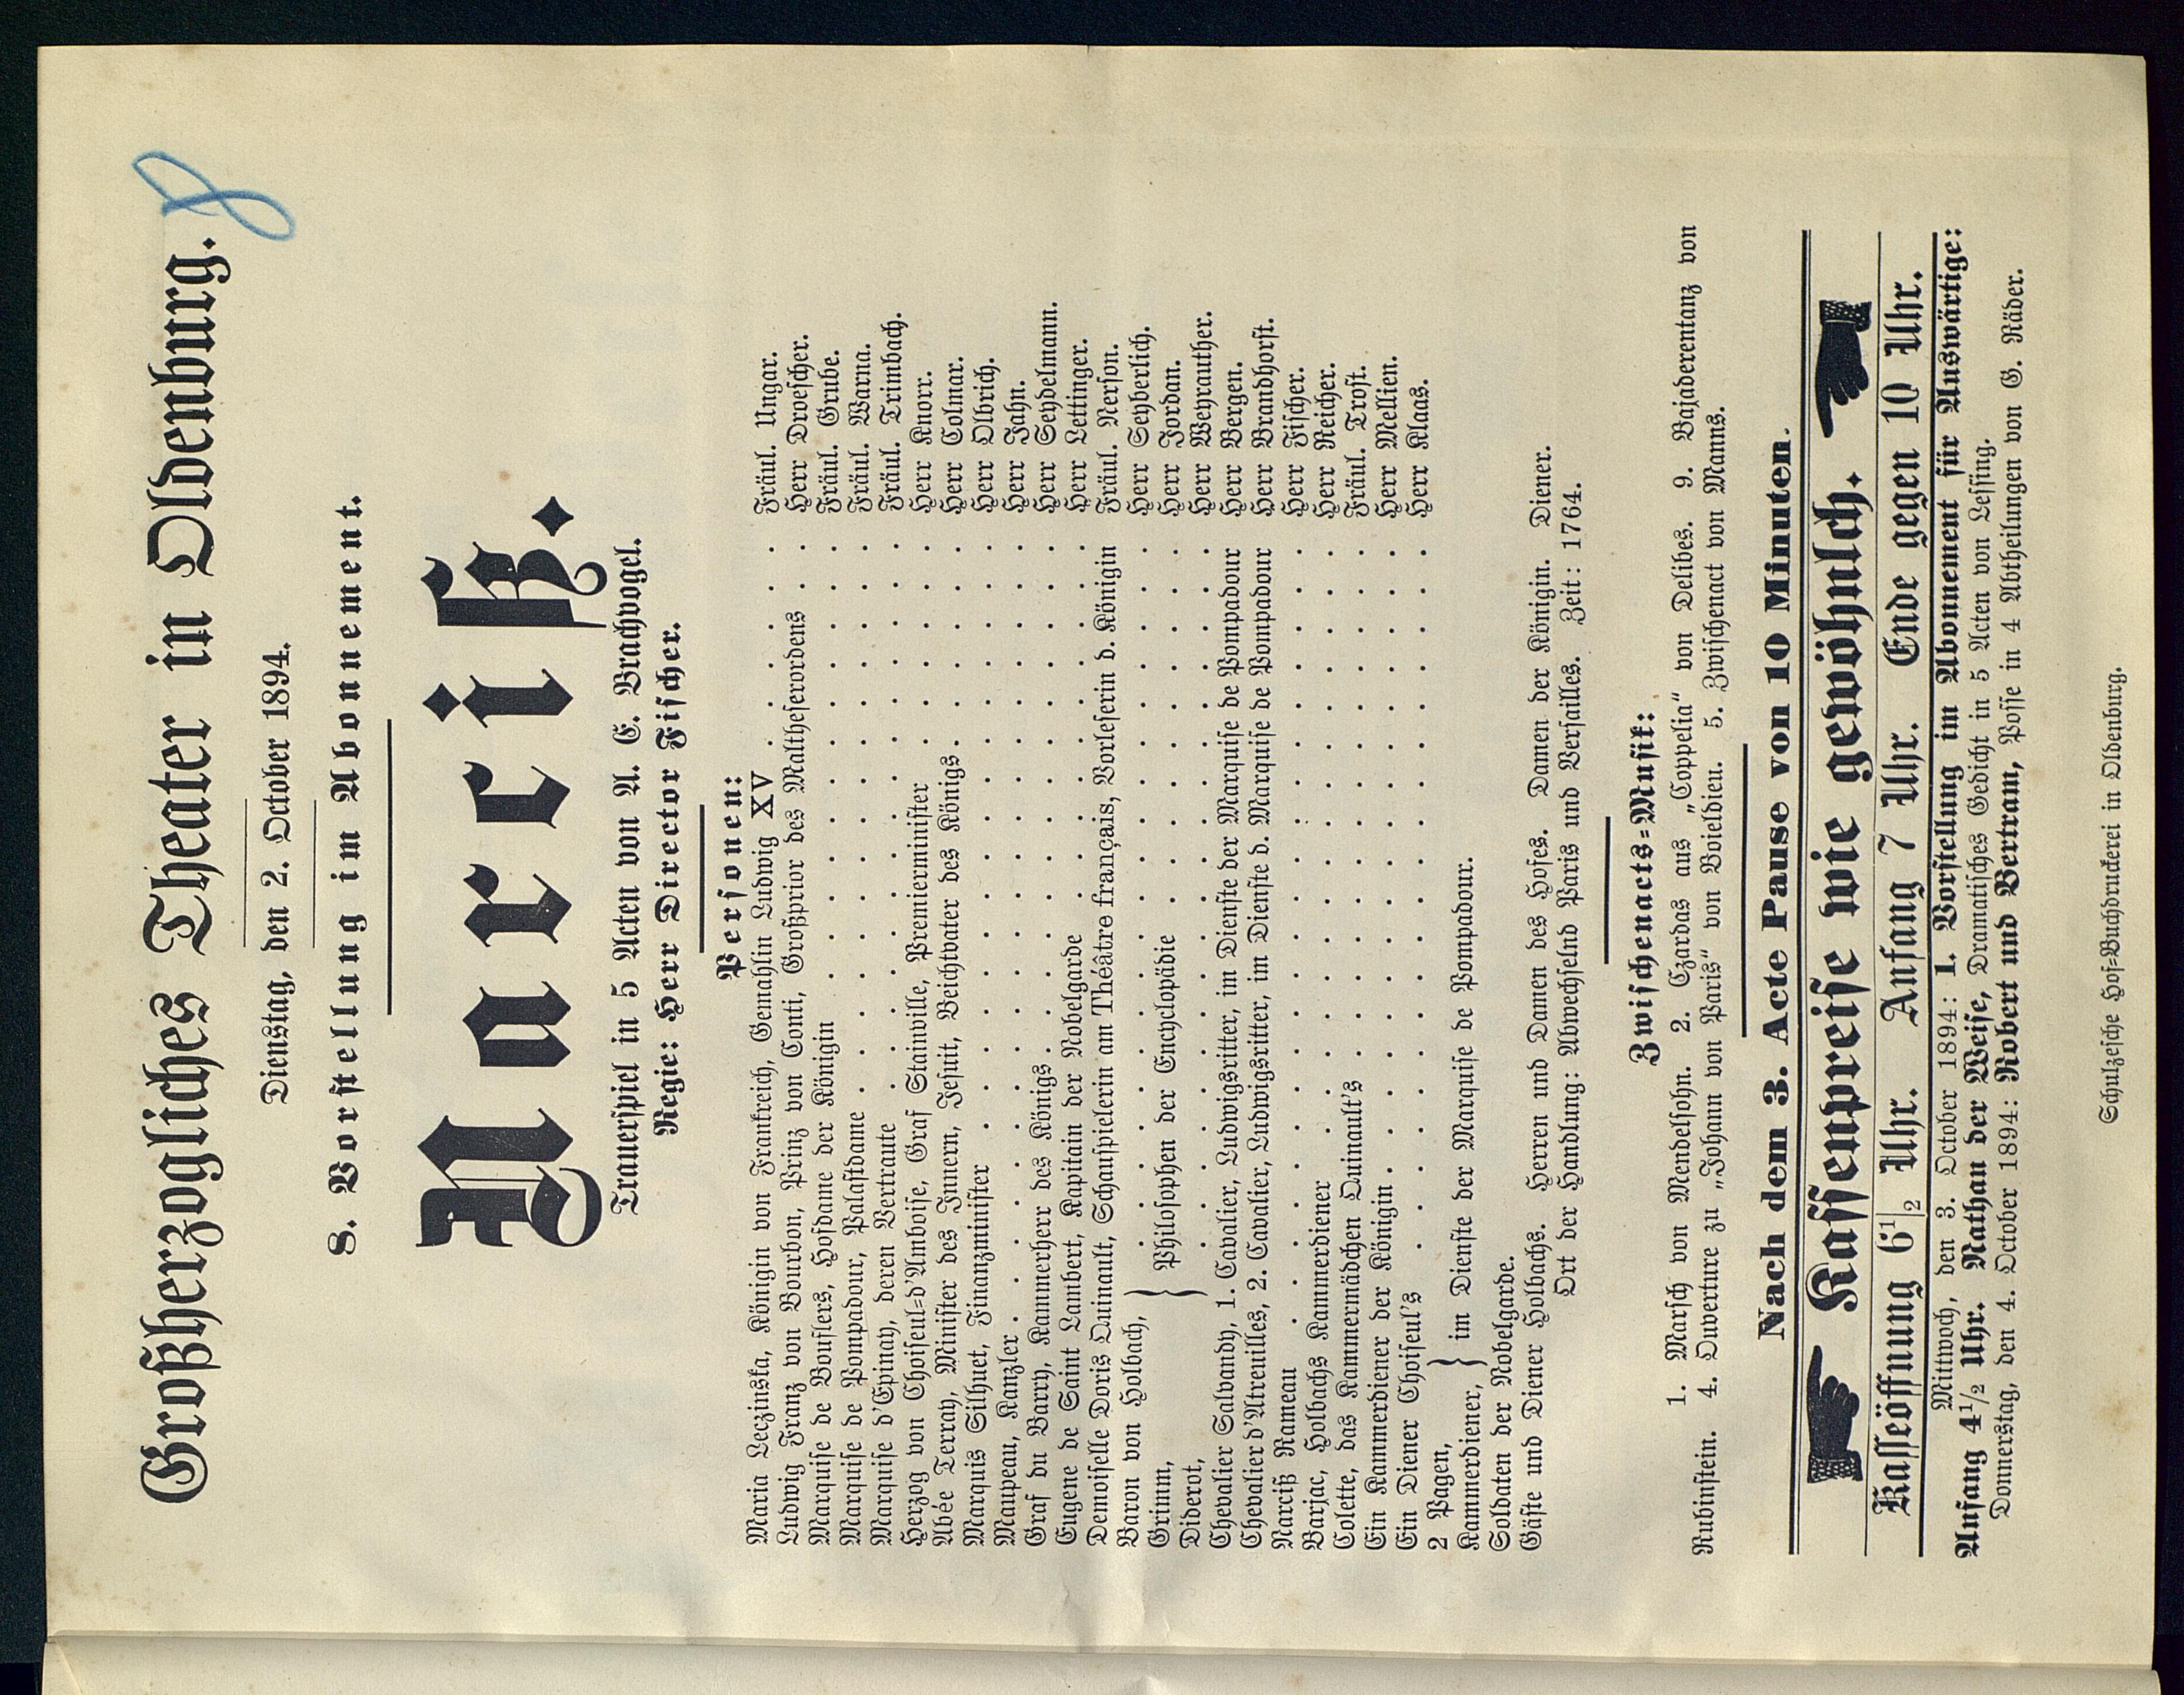 Großherzogliches Theater in Oldenburg.
8
Dienstag, den 2. October 1894.
8. Vorstellung im Abonnement.
Narciß.
Trauerspiel in 5 Acten von A. E. Brachvogel.
Regie: Herr Director Fischer.
Personen:
Maria Leczinska, Königin von Frankreich, Gemahlin Ludwig XV . . . . . . Fräul. Ungar.
Ludwig Franz von Bourbon, Prinz von Conti, Großprior des Maltheserordens . . Herr Droescher.
Marquise de Bouflers, Hofdame der Königin . . . . . . . . . . . Fräul. Grube.
Marquise de Pompadour, Palastdame . . . . . . . . . . . . . Fräul. Warna.
Marquise d'Epinay, deren Vertraute . . . . . . . . . . . . . Fräul. Trimbach.
Herzog von Choiseul=d'Amboise, Graf Stainville, Premierminister . . . . . . Herr Knorr.
Abée Terray, Minister des Innern, Jesuit, Beichtvater des Königs . . . . . . Herr Colmar.
Marquis Silhuet, Finanzminister . . . . . . . . . . . . . . Herr Olbrich.
Maupeau, Kanzler . . . . . . . . . . . . . . . . . . Herr Jahn.
Graf du Barry, Kammerherr des Königs . . . . . . . . . . . . Herr Seydelmann.
Eugene de Saint Lambert, Kapitain der Nobelgarde . . . . . . . . . Herr Lettinger.
Demoiselle Doris Quinault, Schauspielerin am Théâtre français, Vorleserin d. Königin Fräul. Nerson.
Baron von Holbach, } . . . . . . . . . . . . . Herr Seyberlich.
Grimm, } Philosophen der Encyclopädie . . . . . . . . Herr Jordan.
Diderot, } . . . . . . . . . . . . . Herr Weyrauther.
Chevalier Salvandy, 1. Cavalier, Ludwigsritter, im Dienste der Marquise de Pompadour Herr Bergen.
Chevalier d'Atreuilles, 2. Cavalier, Ludwigsritter, im Dienste d. Marquise de Pompadour Herr Brandhorst.
Narciß Rameau . . . . . . . . . . . . . . . . . Herr Fischer.
Barjac, Holbachs Kammerdiener . . . . . . . . . . . . . . Herr Reicher.
Colette, das Kammermädchen Quinault's . . . . . . . . . . . . Fräul. Trost.
Ein Kammerdiener der Königin . . . . . . . . . . . . . . Herr Mellien.
Ein Diener Choiseul's . . . . . . . . . . . . . . . . Herr Klaas.
2 Pagen, }
Kammerdiener, } im Dienste der Marquise de Pompadour.
Soldaten der Nobelgarde.
Gäste und Diener Holbachs. Herren und Damen des Hofes. Damen der Königin. Diener.
Ort der Handlung: Abwechselnd Paris und Versailles. Zeit: 1764.
Zwischenacts=Musik:
1. Marsch von Mendelsohn. 2. Czardas aus „Coppelia“ von Delibes. 9. Bajaderentanz von
Rubinstein. 4. Ouverture zu „Johann von Paris“ von Boieldieu. 5. Zwischenact von Manns.
Nach dem 3. Acte Pause von 10 Minuten.
Kassenpreise wie gewöhnlch.
Kasseöffnung 6 1/2 Uhr. Anfang 7 Uhr. Ende gegen 10 Uhr.
Mittwoch, den 3. October 1894: 1. Vorstellung im Abonnement für Auswärtige:
Anfang 4 1/2 Uhr. Nathan der Weise, Dramatisches Gedicht in 5 Acten von Lessing.
Donnerstag, den 4. October 1894: Robert und Bertram, Posse in 4 Abtheilungen von G. Räder.
Schulzesche Hof=Buchdruckerei in Oldenburg.